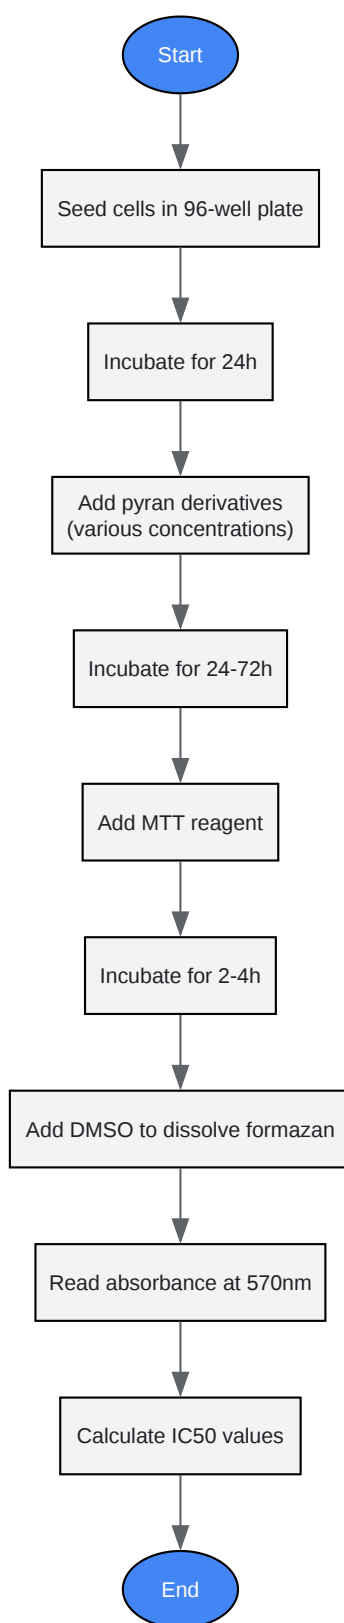 Start
Seed cells in 96-well plate
Incubate for 24h
Add pyran derivatives
(various concentrations)
Incubate for 24-72h
Add MTT reagent
Incubate for 2-4h
Add DMSO to dissolve formazan
Read absorbance at 570nm
Calculate IC50 values
End